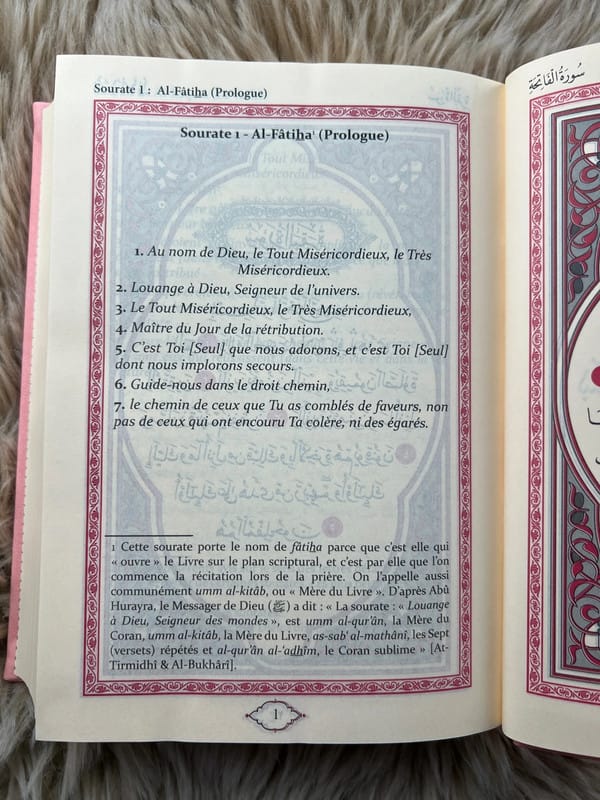 Sourate 1 : Al-Fâtiẖa (Prologue)
Sourate 1 - Al-Fâtiẖa¹ (Prologue)
1. Au nom de Dieu, le Tout Miséricordieux, le Très
Miséricordieux.
2. Louange à Dieu, Seigneur de l'univers.
3. Le Tout Miséricordieux, le Très Miséricordieux,
4. Maître du Jour de la rétribution.
5. C'est Toi [Seul] que nous adorons, et c'est Toi [Seul]
dont nous implorons secours.
6. Guide-nous dans le droit chemin,
7. le chemin de ceux que Tu as comblés de faveurs, non
pas de ceux qui ont encouru Ta colère, ni des égarés.
1 Cette sourate porte le nom de fâtiẖa parce que c'est elle qui
« ouvre » le Livre sur le plan scriptural, et c'est par elle que l'on
commence la récitation lors de la prière. On l'appelle aussi
communément umm al-kitâb, ou « Mère du Livre ». D'après Abû
Hurayra, le Messager de Dieu (ﷺ) a dit : « La sourate : « Louange
à Dieu, Seigneur des mondes », est umm al-qur'ân, la Mère du
Coran, umm al-kitâb, la Mère du Livre, as-sab' al-mathânî, les Sept
(versets) répétés et al-qur'ân al-'adhîm, le Coran sublime » [At-
Tirmidhî & Al-Bukhârî].
1
سُورَةُ الْفَاتِحَةِ